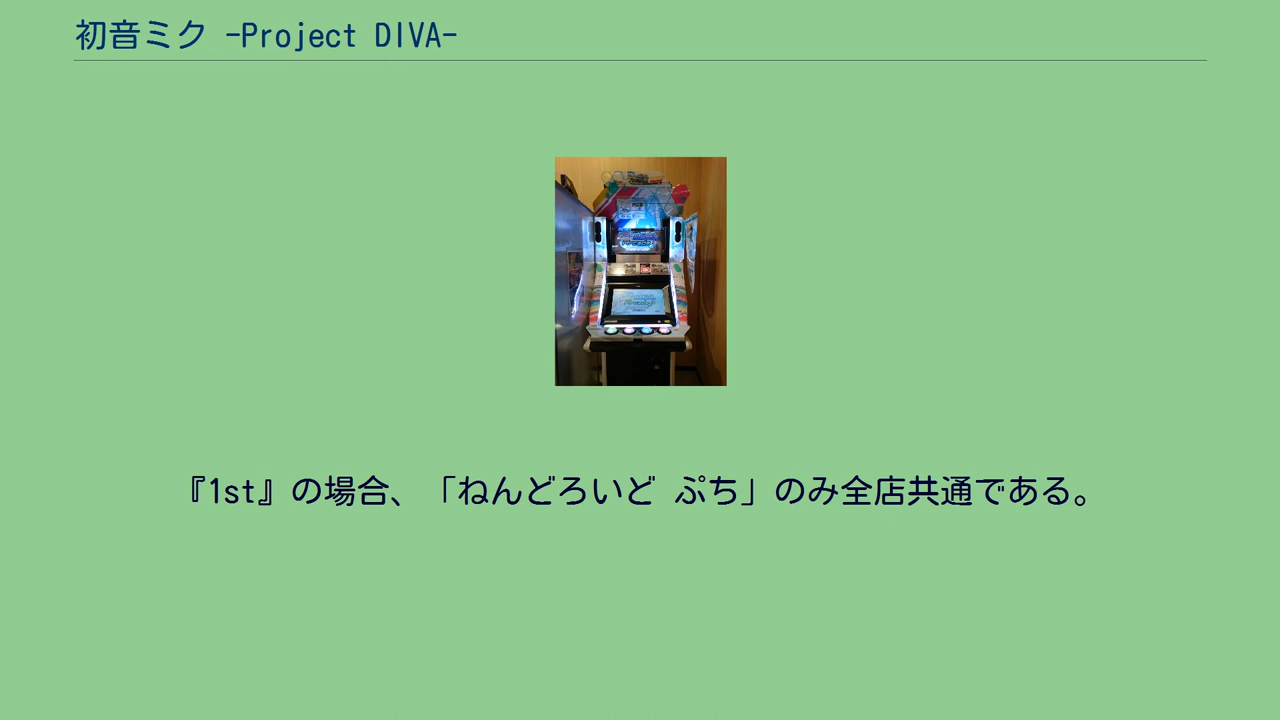 初音ミク -Project DIVA-
『1st』の場合、「ねんどろいど ぷち」のみ全店共通である。